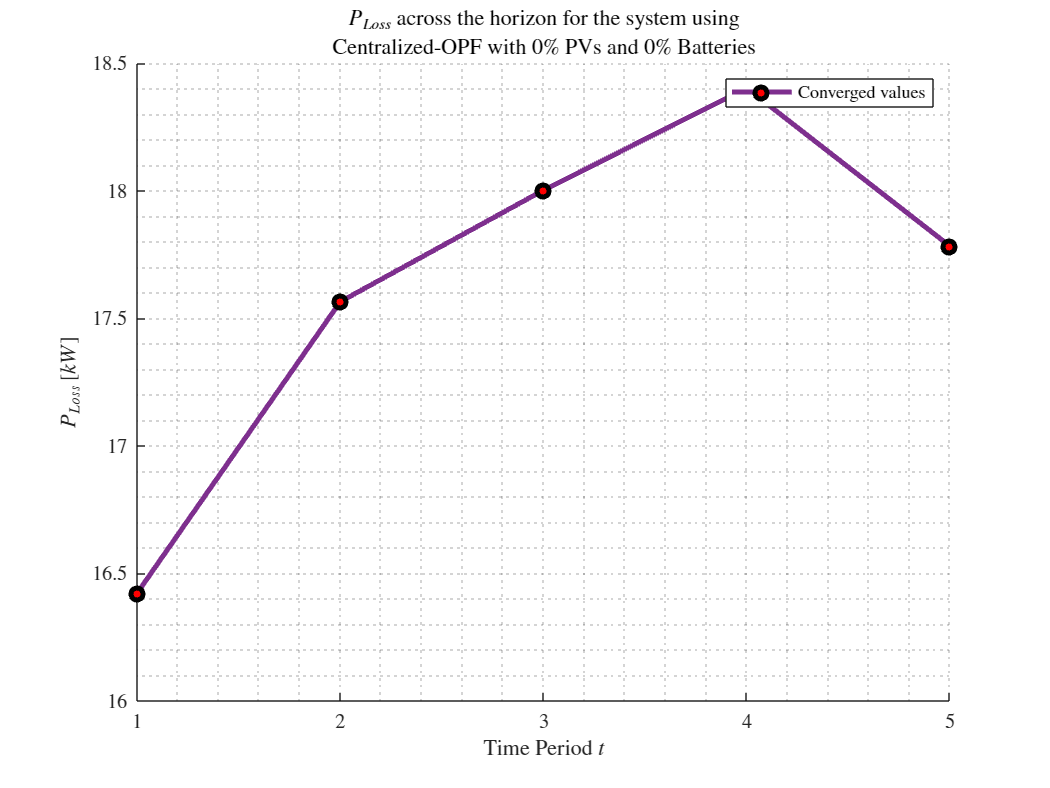 P_Loss across the horizon for the system using
Centralized-OPF with 0% PVs and 0% Batteries
18.5
18
17.5
17
16.5
16
P_Loss [kW]
Converged values
1 2 3 4 5
Time Period t